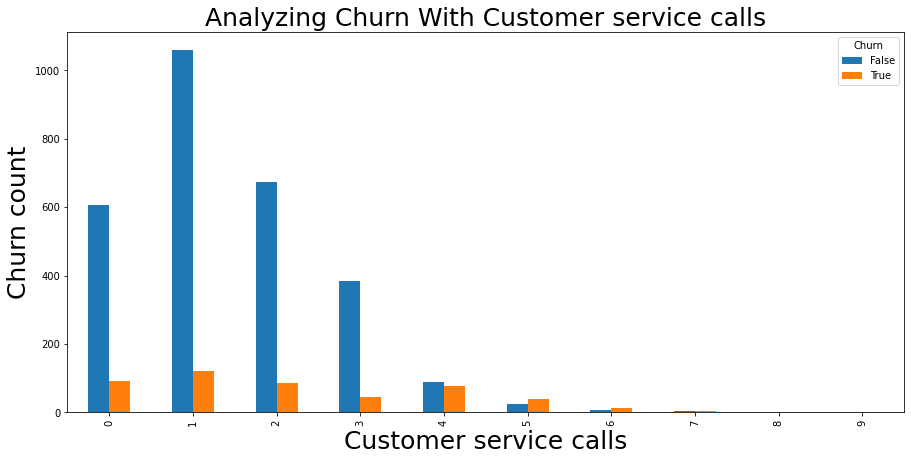 Analyzing Churn With Customer service calls
Churn
False
True
Churn count
1000
800
600
400
200
0
0 1 2 3 4 5 6 7 8 9
Customer service calls